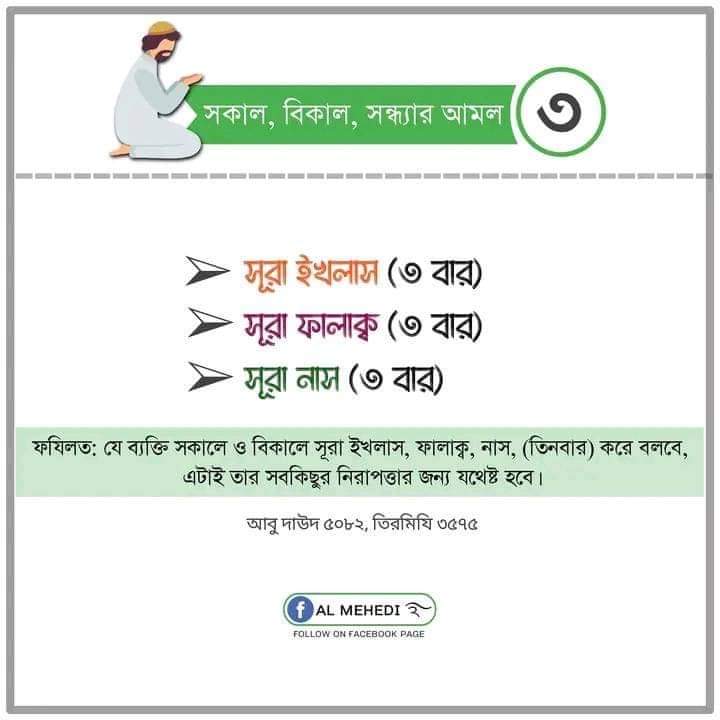 সকাল, বিকাল, সন্ধ্যার আমল ৩
সূরা ইখলাস (৩ বার)
সূরা ফালাক্ব (৩ বার)
সূরা নাস (৩ বার)
ফযিলত: যে ব্যক্তি সকালে ও বিকালে সূরা ইখলাস, ফালাক্ব, নাস, (তিনবার) করে বলবে,
এটাই তার সবকিছুর নিরাপত্তার জন্য যথেষ্ট হবে।
আবু দাউদ ৫০৮২, তিরমিযি ৩৫৭৫
f AL MEHEDI ২
FOLLOW ON FACEBOOK PAGE